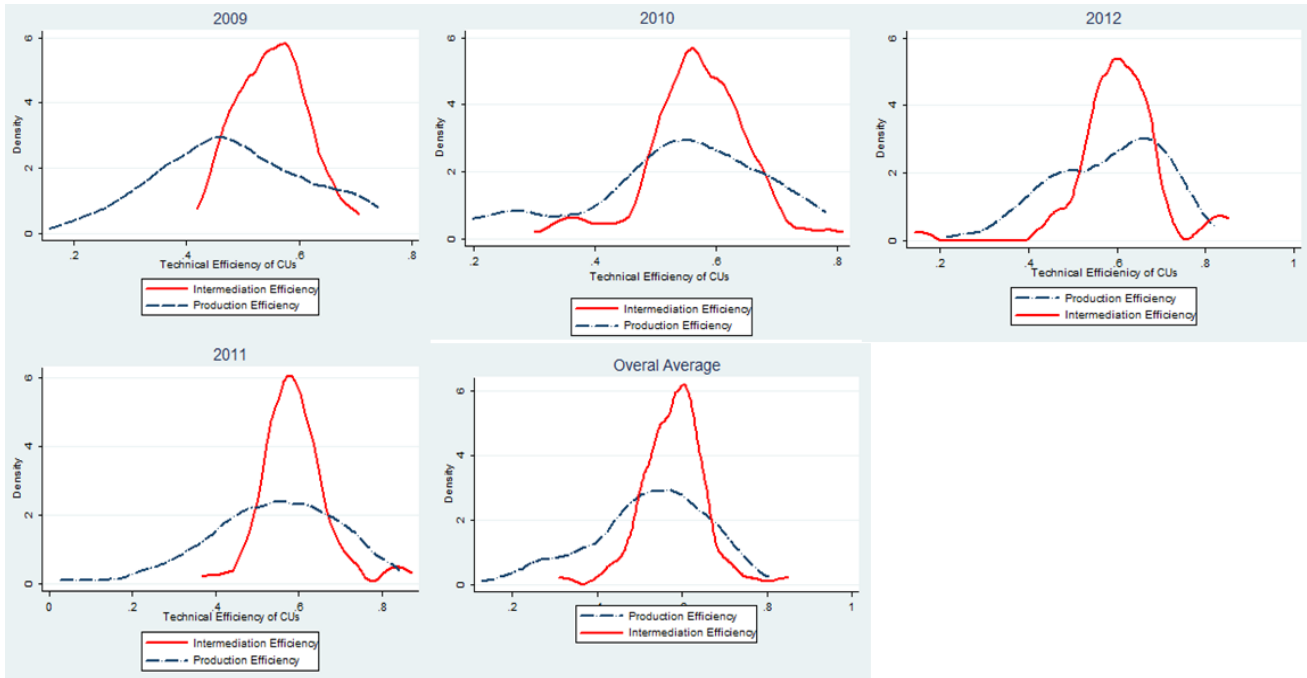 2009
6
4
2
0
Density
.2
.4
.6
.8
Technical Efficiency of CUs
Intermediation Efficiency
Production Efficiency
2010
6
4
2
0
Density
.2
.4
.6
.8
Technical Efficiency of CUs
Intermediation Efficiency
Production Efficiency
2012
6
4
2
0
Density
.2
.4
.6
.8
1
Technical Efficiency of CUs
Production Efficiency
Intermediation Efficiency
2011
6
4
2
0
Density
0
.2
.4
.6
.8
Technical Efficiency of CUs
Intermediation Efficiency
Production Efficiency
Overal Average
6
4
2
0
Density
.2
.4
.6
.8
1
Production Efficiency
Intermediation Efficiency